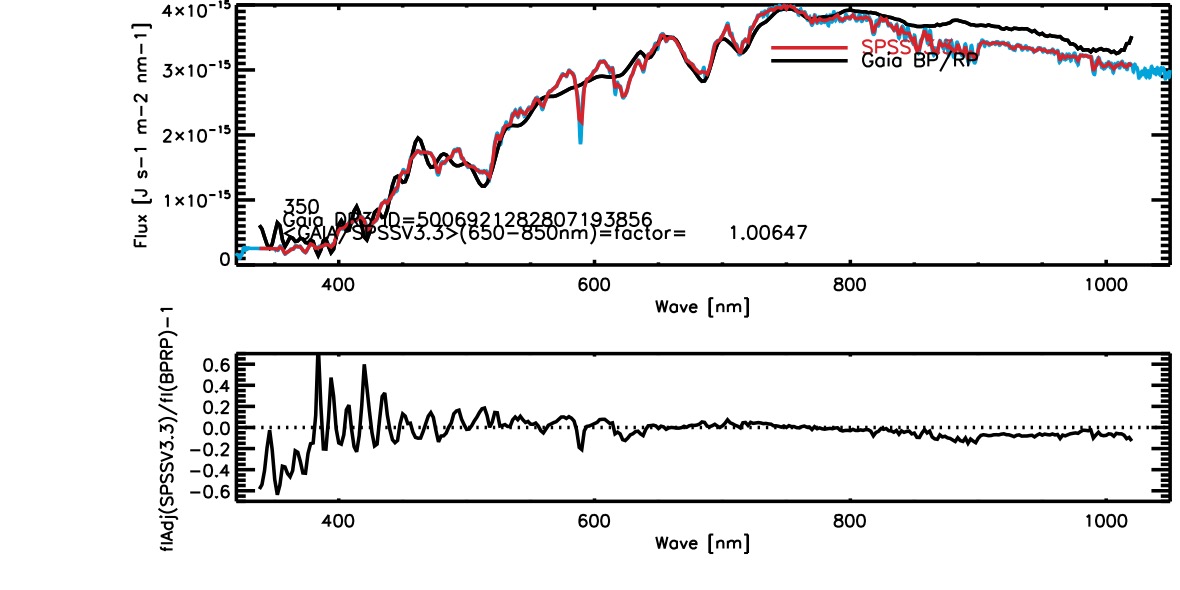 4×10⁻¹⁵
3×10⁻¹⁵
2×10⁻¹⁵
1×10⁻¹⁵
0
Flux [J s−1 m−2 nm−1]
SPSS
Gaia BP/RP
350
Gaia DR3 ID=5006921282807193856
<GAIA/SPSSV3.3>(650−850nm)=factor= 1.00647
400 600 800 1000
Wave [nm]
flAdj(SPSSV3.3)/fl(BPRP)−1
0.6
0.4
0.2
0.0
−0.2
−0.4
−0.6
400 600 800 1000
Wave [nm]